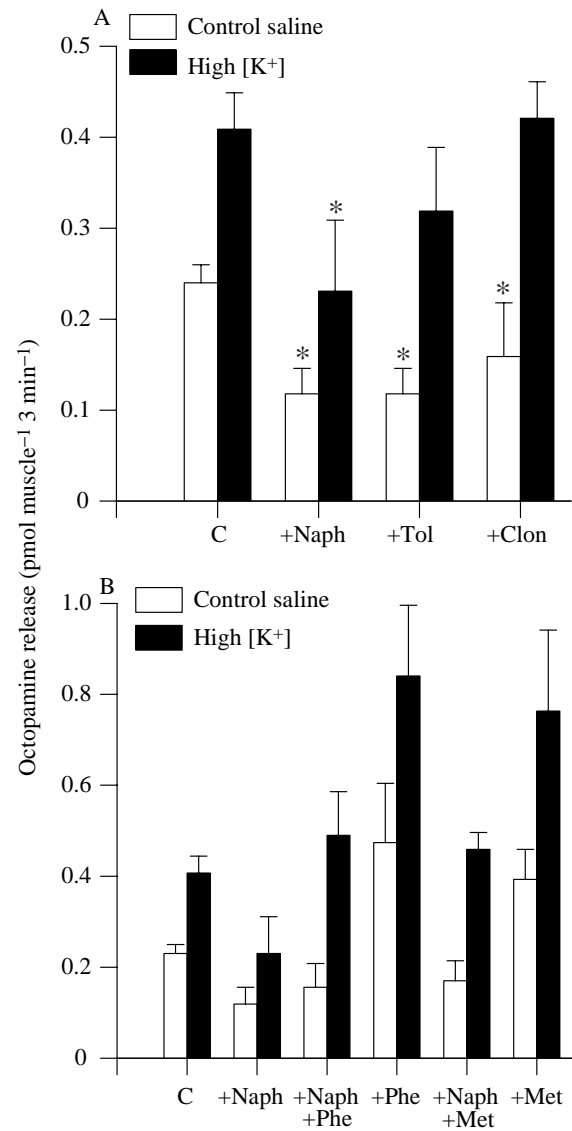 A
Control saline
High [K⁺]
0.5
0.4
0.3
0.2
0.1
0
* * * *
C +Naph +Tol +Clon
Octopamine release (pmol muscle⁻¹ 3 min⁻¹)
B
Control saline
High [K⁺]
1.0
0.8
0.6
0.4
0.2
0
C +Naph +Naph +Phe +Naph +Met
+Phe +Met